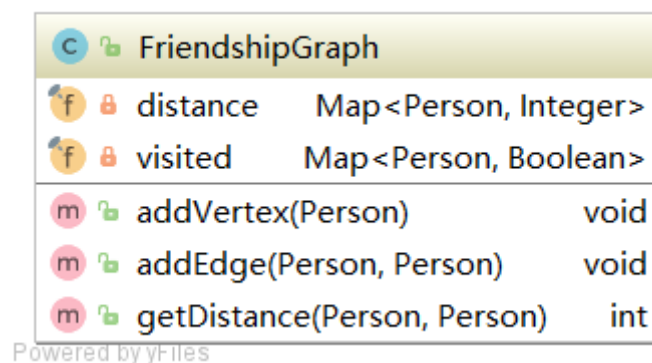 C FriendshipGraph
f distance Map<Person, Integer>
f visited Map<Person, Boolean>
m addVertex(Person) void
m addEdge(Person, Person) void
m getDistance(Person, Person) int
Powered by yFiles